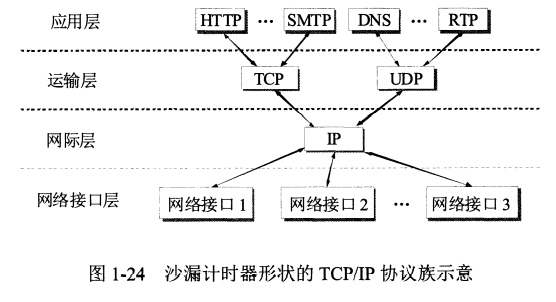 应用层 HTTP … SMTP DNS … RTP
运输层 TCP UDP
网际层 IP
网络接口层 网络接口 1 网络接口 2 … 网络接口 3
图 1-24 沙漏计时器形状的 TCP/IP 协议族示意